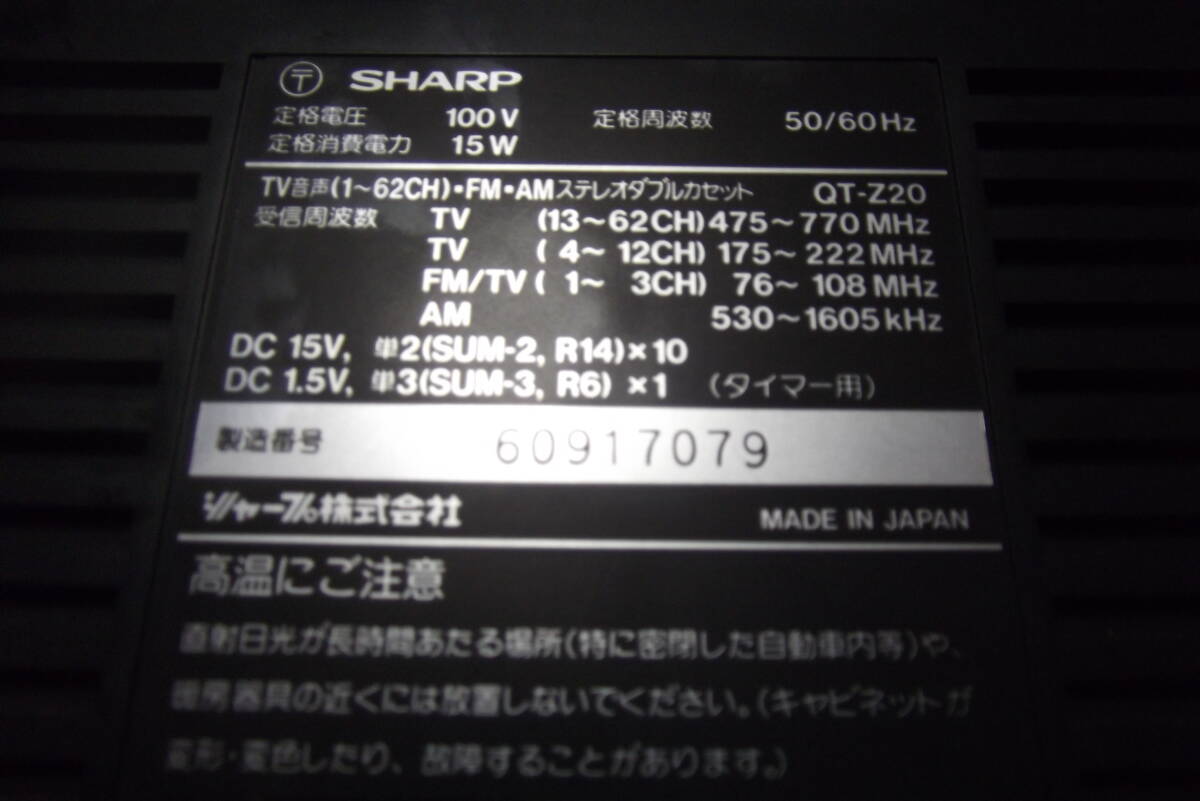 〒 SHARP
定格電圧 100V 定格周波数 50/60Hz
定格消費電力 15W
TV音声(1~62CH)・FM・AMステレオダブルカセット QT-Z20
受信周波数 TV (13~62CH) 475~770MHz
TV (4~12CH) 175~222MHz
FM/TV (1~3CH) 76~108MHz
AM 530~1605kHz
DC 15V, 単2(SUM-2, R14)×10
DC 1.5V, 単3(SUM-3, R6)×1 (タイマー用)
製造番号 60917079
シャープ株式会社 MADE IN JAPAN
高温にご注意
直射日光が長時間あたる場所(特に密閉した自動車内等)や、
暖房器具の近くには放置しないでください。(キャビネットが
変形・変色したり、故障することがあります。)